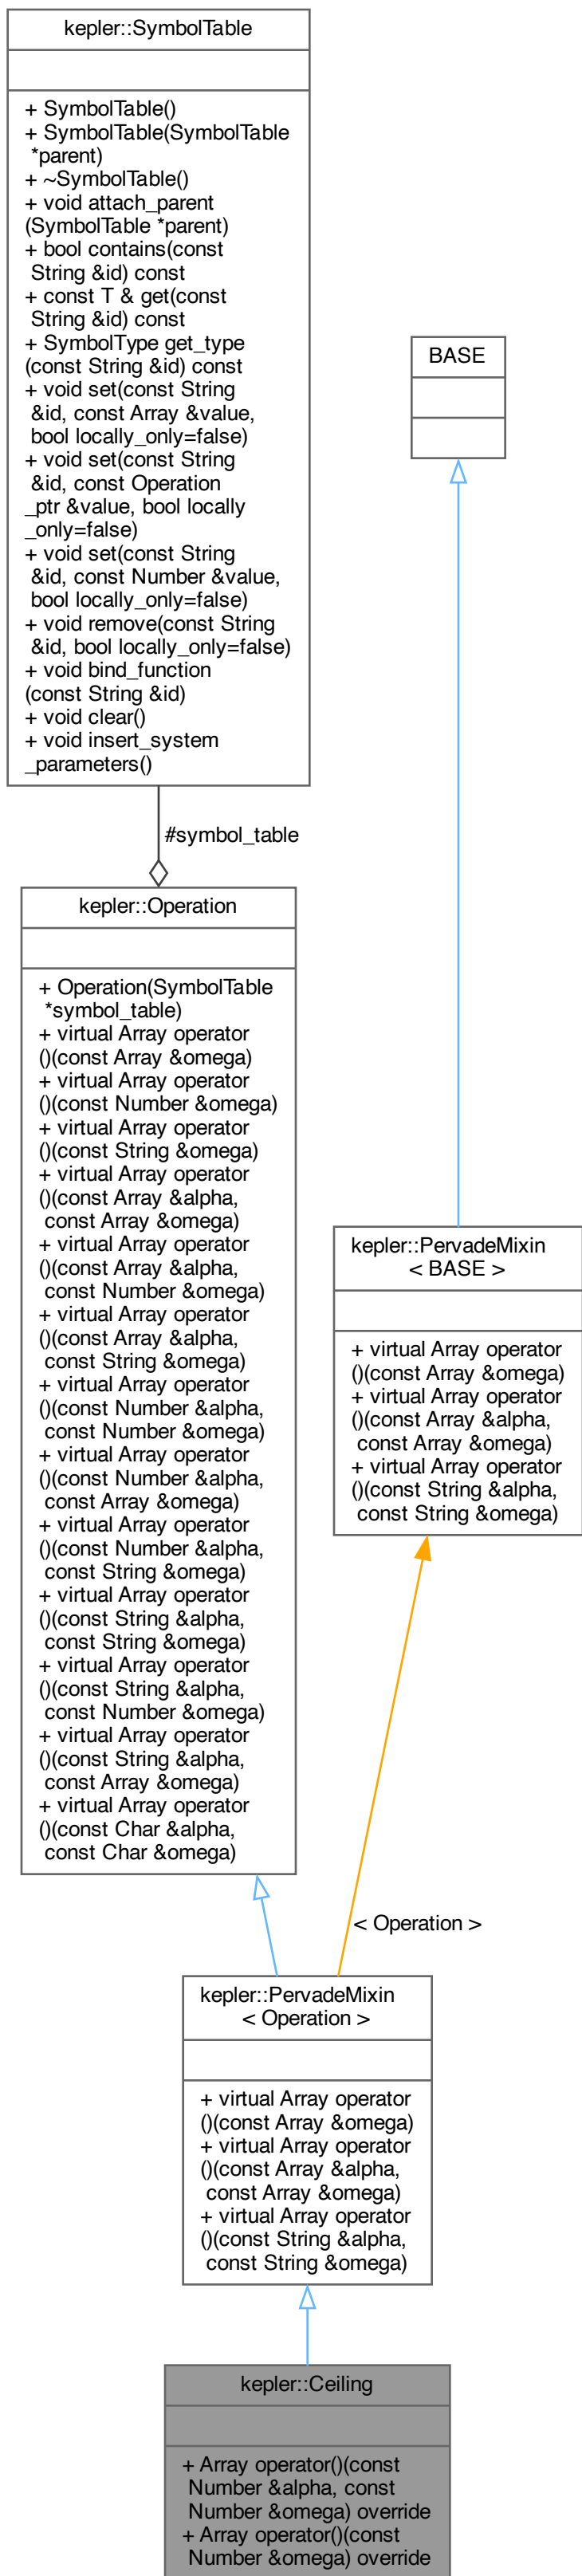 kepler::SymbolTable
+ SymbolTable()
+ SymbolTable(SymbolTable
*parent)
+ ~SymbolTable()
+ void attach_parent
(SymbolTable *parent)
+ bool contains(const
String &id) const
+ const T & get(const
String &id) const
+ SymbolType get_type
(const String &id) const
+ void set(const String
&id, const Array &value,
bool locally_only=false)
+ void set(const String
&id, const Operation
_ptr &value, bool locally
_only=false)
+ void set(const String
&id, const Number &value,
bool locally_only=false)
+ void remove(const String
&id, bool locally_only=false)
+ void bind_function
(const String &id)
+ void clear()
+ void insert_system
_parameters()
BASE
#symbol_table
kepler::Operation
+ Operation(SymbolTable
*symbol_table)
+ virtual Array operator
()(const Array &omega)
+ virtual Array operator
()(const Number &omega)
+ virtual Array operator
()(const String &omega)
+ virtual Array operator
()(const Array &alpha,
const Array &omega)
+ virtual Array operator
()(const Array &alpha,
const Number &omega)
+ virtual Array operator
()(const Array &alpha,
const String &omega)
+ virtual Array operator
()(const Number &alpha,
const Number &omega)
+ virtual Array operator
()(const Number &alpha,
const Array &omega)
+ virtual Array operator
()(const Number &alpha,
const String &omega)
+ virtual Array operator
()(const String &alpha,
const String &omega)
+ virtual Array operator
()(const String &alpha,
const Number &omega)
+ virtual Array operator
()(const String &alpha,
const Array &omega)
+ virtual Array operator
()(const Char &alpha,
const Char &omega)
kepler::PervadeMixin
< BASE >
+ virtual Array operator
()(const Array &omega)
+ virtual Array operator
()(const Array &alpha,
const Array &omega)
+ virtual Array operator
()(const String &alpha,
const String &omega)
< Operation >
kepler::PervadeMixin
< Operation >
+ virtual Array operator
()(const Array &omega)
+ virtual Array operator
()(const Array &alpha,
const Array &omega)
+ virtual Array operator
()(const String &alpha,
const String &omega)
kepler::Ceiling
+ Array operator()(const
Number &alpha, const
Number &omega) override
+ Array operator()(const
Number &omega) override